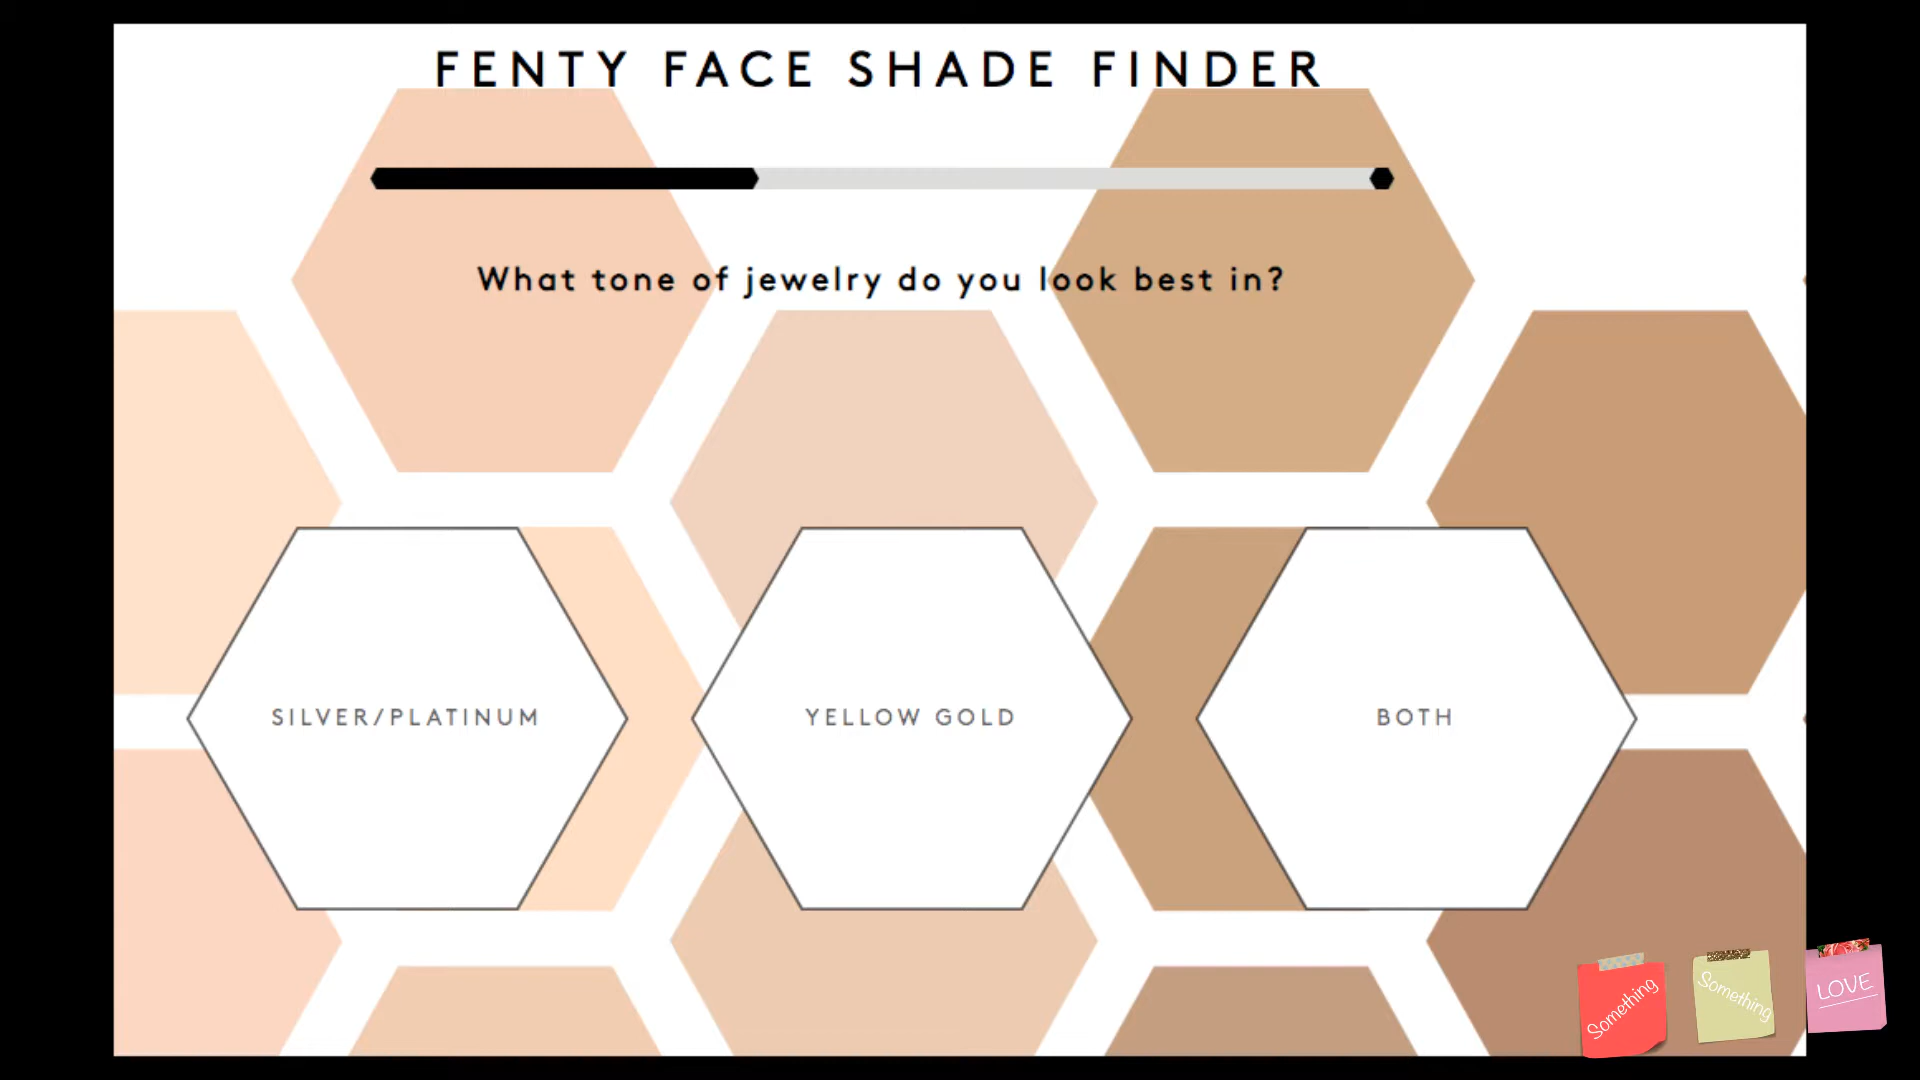 FENTY FACE SHADE FINDER
What tone of jewelry do you look best in?
SILVER/PLATINUM
YELLOW GOLD
BOTH
Something
Something
LOVE